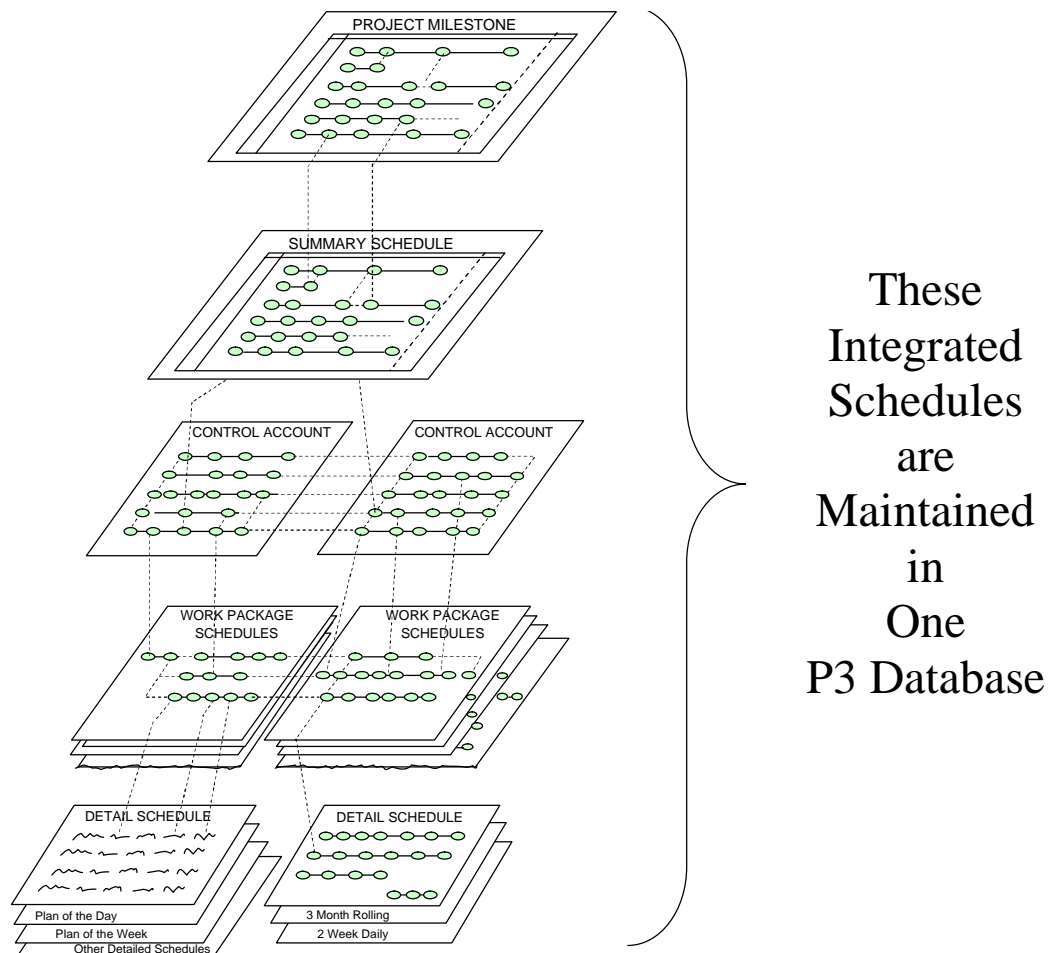 PROJECT MILESTONE
SUMMARY SCHEDULE
CONTROL ACCOUNT
CONTROL ACCOUNT
WORK PACKAGE
SCHEDULES
WORK PACKAGE
SCHEDULES
DETAIL SCHEDULE
Plan of the Day
Plan of the Week
Other Detailed Schedules
DETAIL SCHEDULE
3 Month Rolling
2 Week Daily
These
Integrated
Schedules
are
Maintained
in
One
P3 Database